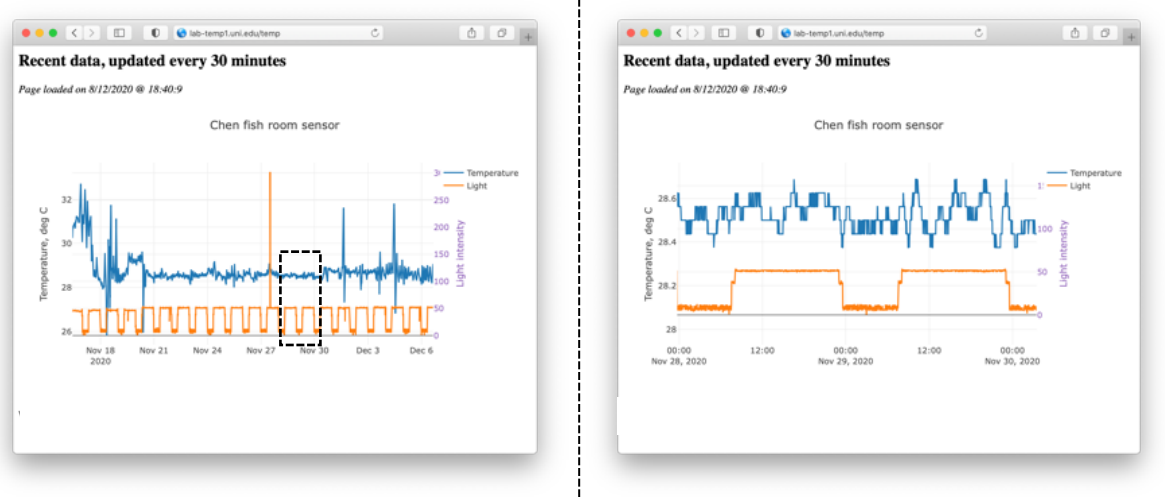 lab-temp1.uni.edu/temp
Recent data, updated every 30 minutes
Page loaded on 8/12/2020 @ 18:40:9
Chen fish room sensor
Temperature
Light
Temperature, deg C
32
30
28
26
250
200
150
100
50
0
Light intensity
Nov 18 Nov 21 Nov 24 Nov 27 Nov 30 Dec 3 Dec 6
2020
lab-temp1.uni.edu/temp
Recent data, updated every 30 minutes
Page loaded on 8/12/2020 @ 18:40:9
Chen fish room sensor
Temperature
Light
Temperature, deg C
28.6
28.4
28.2
28
100
50
0
Light intensity
00:00 12:00 00:00 12:00 00:00
Nov 28, 2020 Nov 29, 2020 Nov 30, 2020